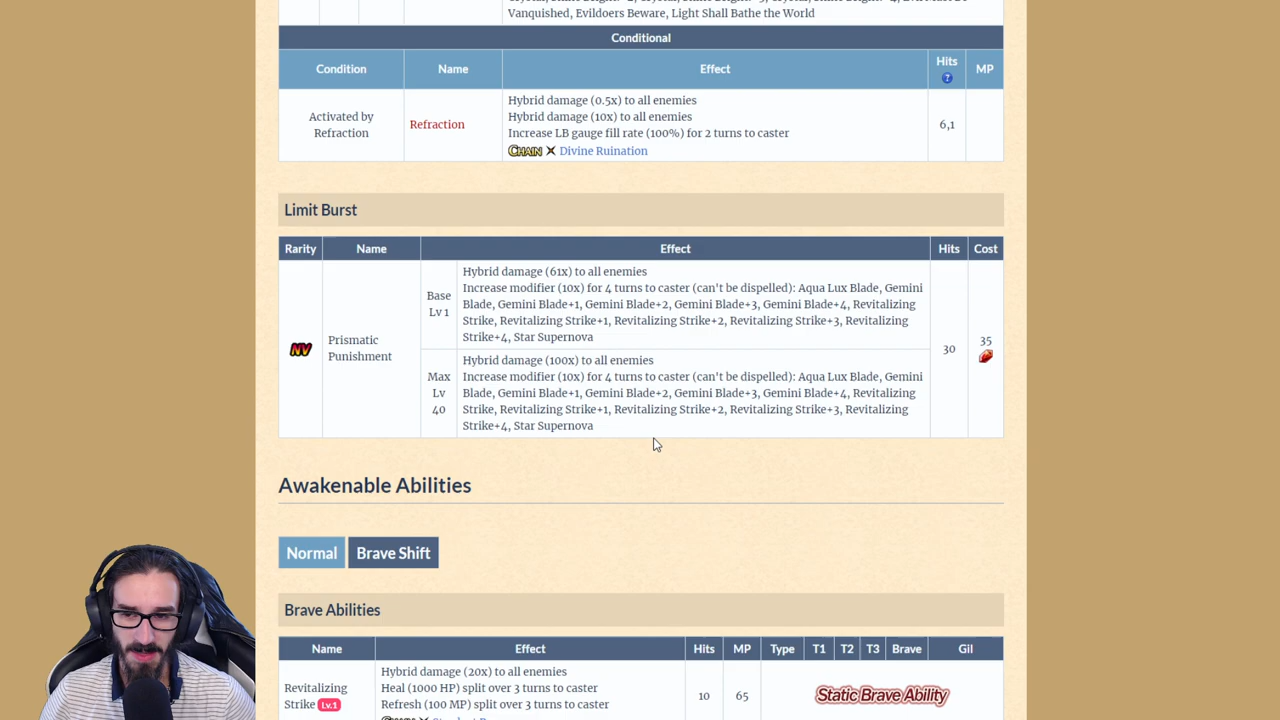 Vanquished, Evildoers Beware, Light Shall Bathe the World
Conditional
Condition Name Effect Hits MP
?
Activated by Refraction
Refraction
Hybrid damage (0.5x) to all enemies
Hybrid damage (10x) to all enemies
Increase LB gauge fill rate (100%) for 2 turns to caster
CHAIN Divine Ruination
6,1
Limit Burst
Rarity Name Effect Hits Cost
NV
Prismatic
Punishment
Base
Lv 1
Hybrid damage (61x) to all enemies
Increase modifier (10x) for 4 turns to caster (can't be dispelled): Aqua Lux Blade, Gemini
Blade, Gemini Blade+1, Gemini Blade+2, Gemini Blade+3, Gemini Blade+4, Revitalizing
Strike, Revitalizing Strike+1, Revitalizing Strike+2, Revitalizing Strike+3, Revitalizing
Strike+4, Star Supernova
Max
Lv
40
Hybrid damage (100x) to all enemies
Increase modifier (10x) for 4 turns to caster (can't be dispelled): Aqua Lux Blade, Gemini
Blade, Gemini Blade+1, Gemini Blade+2, Gemini Blade+3, Gemini Blade+4, Revitalizing
Strike, Revitalizing Strike+1, Revitalizing Strike+2, Revitalizing Strike+3, Revitalizing
Strike+4, Star Supernova
30
35
Awakenable Abilities
Normal Brave Shift
Brave Abilities
Name Effect Hits MP Type T1 T2 T3 Brave Gil
Revitalizing
Strike Lv.1
Hybrid damage (20x) to all enemies
Heal (1000 HP) split over 3 turns to caster
Refresh (100 MP) split over 3 turns to caster
10
65
Static Brave Ability